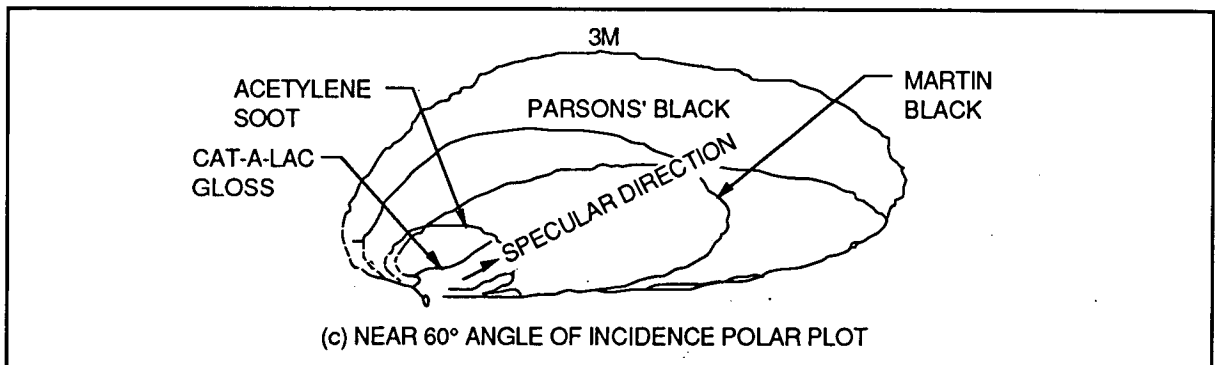 3M
ACETYLENE
SOOT
MARTIN
BLACK
PARSONS' BLACK
CAT-A-LAC
GLOSS
SPECULAR DIRECTION
(c) NEAR 60° ANGLE OF INCIDENCE POLAR PLOT